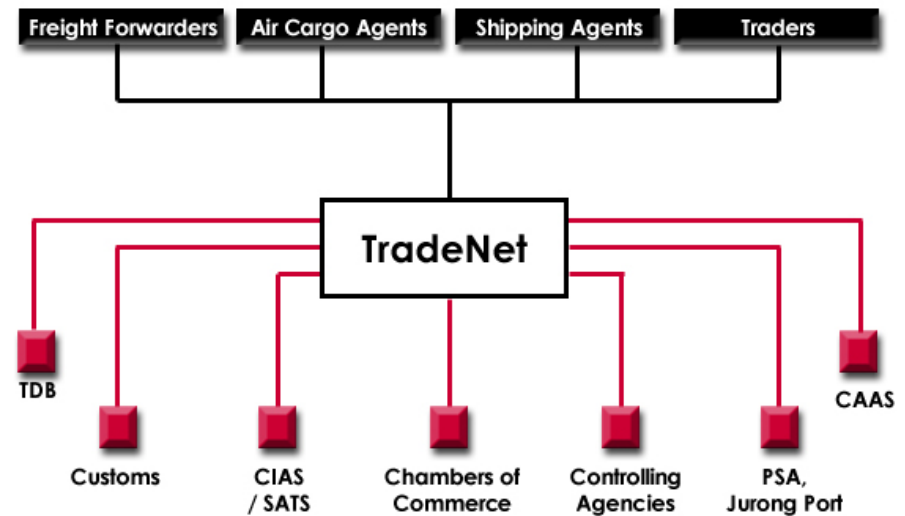 Freight Forwarders
Air Cargo Agents
Shipping Agents
Traders
TradeNet
TDB
CAAS
Customs
CIAS
/ SATS
Chambers of
Commerce
Controlling
Agencies
PSA,
Jurong Port